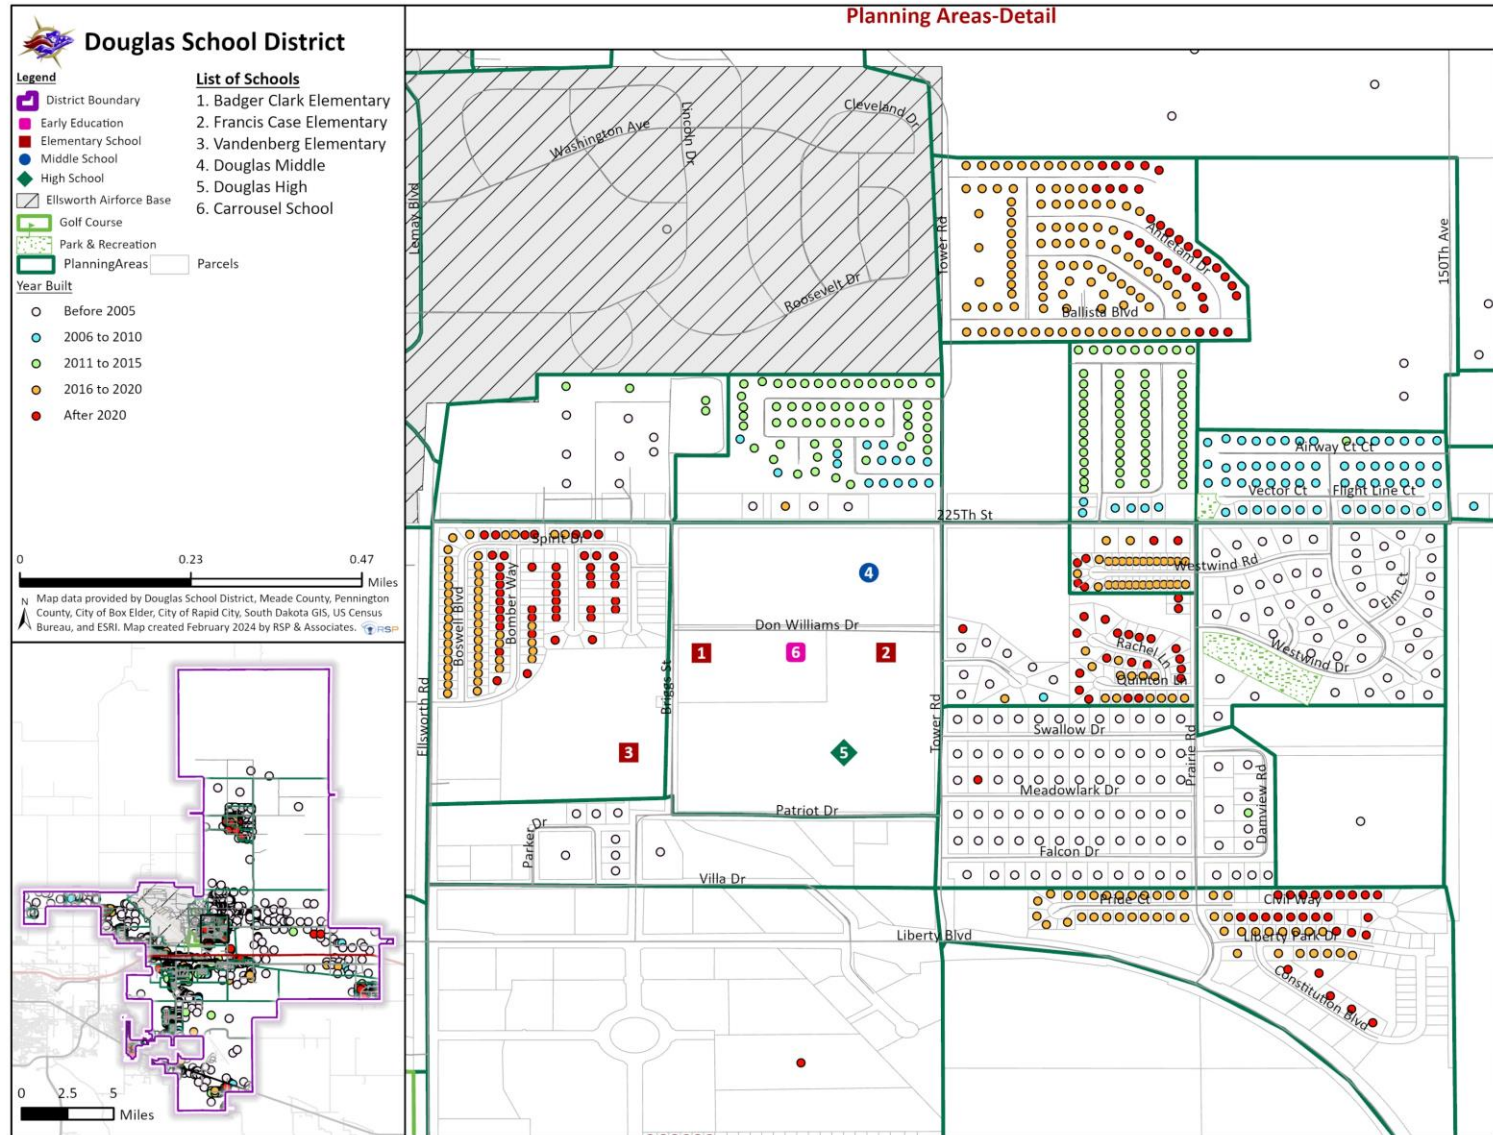 Planning Areas-Detail
Douglas School District
Legend
District Boundary
Early Education
Elementary School
Middle School
High School
Ellsworth Airforce Base
Golf Course
Park & Recreation
PlanningAreas
Parcels
List of Schools
1. Badger Clark Elementary
2. Francis Case Elementary
3. Vandenberg Elementary
4. Douglas Middle
5. Douglas High
6. Carrousel School
Year Built
Before 2005
2006 to 2010
2011 to 2015
2016 to 2020
After 2020
0 0.23 0.47
Miles
N
Map data provided by Douglas School District, Meade County, Pennington
County, City of Box Elder, City of Rapid City, South Dakota GIS, US Census
Bureau, and ESRI. Map created February 2024 by RSP & Associates.
RSP
0 2.5 5
Miles
Cleveland Dr
Washington Ave
Lincoln Dr
Lemay Blvd
Roosevelt Dr
Tower Rd
150Th Ave
Antietam Dr
Ballista Blvd
Airway Ct Ct
Vector Ct
Flight Line Ct
225Th St
Spirit Dr
Boswell Blvd
Bomber Way
Westwind Rd
Elm Ct
4
Don Williams Dr
1
6
2
Rachel Ln
Quinton Ln
Westwind Dr
Ellsworth Rd
Briggs St
Tower Rd
3
5
Swallow Dr
Prairie Rd
Meadowlark Dr
Damview Rd
Patriot Dr
Parker Dr
Falcon Dr
Villa Dr
Pride Ct
Civil Way
Liberty Blvd
Liberty Park Dr
Constitution Blvd